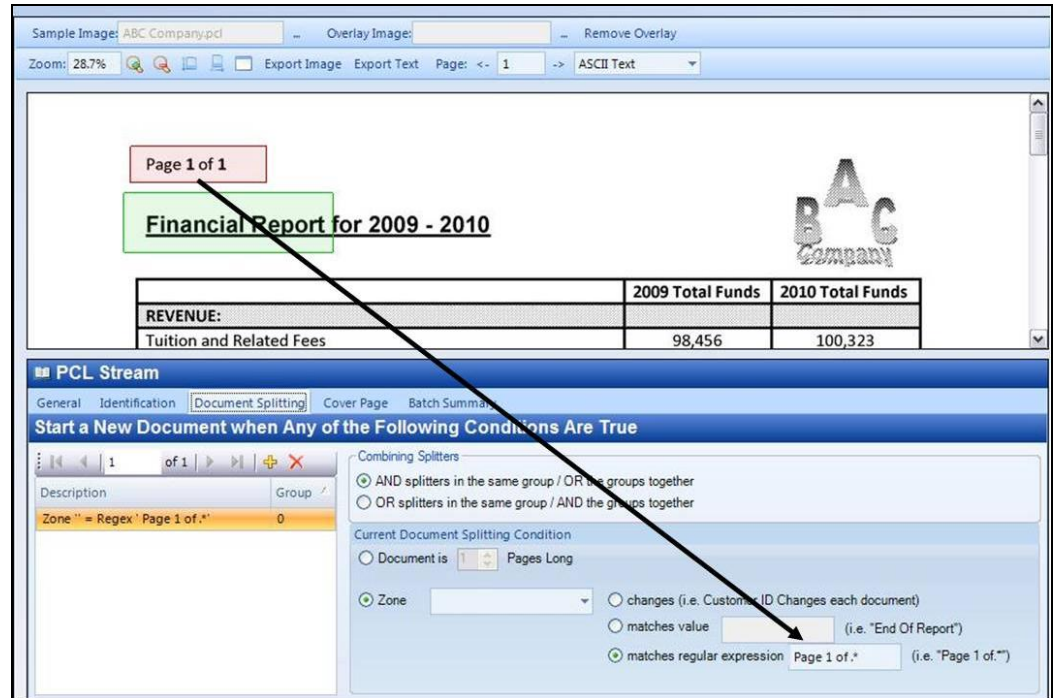 Sample Image: ABC Company.pcl ... Overlay Image: ... Remove Overlay
Zoom: 28.7% Export Image Export Text Page: <- 1 -> ASCII Text
Page 1 of 1
Financial Report for 2009 - 2010
A
B C
Company
2009 Total Funds 2010 Total Funds
REVENUE:
Tuition and Related Fees 98,456 100,323
PCL Stream
General Identification Document Splitting Cover Page Batch Summary
Start a New Document when Any of the Following Conditions Are True
1 of 1
Combining Splitters
AND splitters in the same group / OR the groups together
OR splitters in the same group / AND the groups together
Description Group
Zone '' = Regex ' Page 1 of .*' 0
Current Document Splitting Condition
Document is 1 Pages Long
Zone changes (i.e. Customer ID Changes each document)
matches value (i.e. "End Of Report")
matches regular expression Page 1 of .* (i.e. "Page 1 of.*")